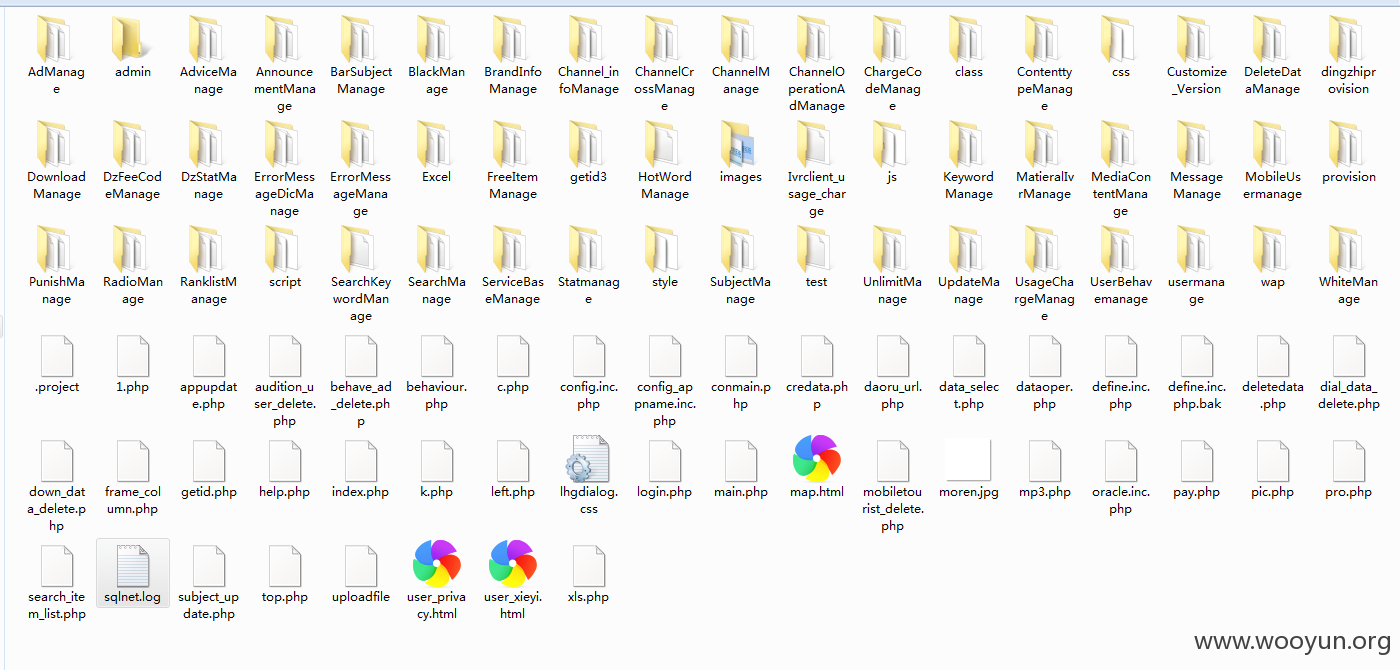 AdManage
admin
AdviceManage
AnnouncementManage
BarSubjectManage
BlackManage
BrandInfoManage
Channel_infoManage
ChannelCrossManage
ChannelManage
ChannelOperationAdManage
ChargeCodeManage
class
ContenttypeManage
css
Customize_Version
DeleteDataManage
dingzhiprovision
DownloadManage
DzFeeCodeManage
DzStatManage
ErrorMessageDicManage
ErrorMessageManage
Excel
FreeItemManage
getid3
HotWordManage
images
Ivrclient_usage_charge
js
KeywordManage
MatieralIvrManage
MediaContentManage
MessageManage
MobileUsermanage
provision
PunishManage
RadioManage
RanklistManage
script
SearchKeywordManage
SearchManage
ServiceBaseManage
Statmanage
style
SubjectManage
test
UnlimitManage
UpdateManage
UsageChargeManage
UserBehavemanage
usermanage
wap
WhiteManage
.project
1.php
appupdate.php
audition_user_delete.php
behave_ad_delete.php
behaviour.php
c.php
config.inc.php
config_appname.inc.php
conmain.php
credata.php
daoru_url.php
data_select.php
dataoper.php
define.inc.php
define.inc.php.bak
deletedata.php
dial_data_delete.php
down_data_delete.php
frame_column.php
getid.php
help.php
index.php
k.php
left.php
lhgdialog.css
login.php
main.php
map.html
mobiletourist_delete.php
moren.jpg
mp3.php
oracle.inc.php
pay.php
pic.php
pro.php
search_item_list.php
sqlnet.log
subject_update.php
top.php
uploadfile
user_privacy.html
user_xieyi.html
xls.php
www.wooyun.org